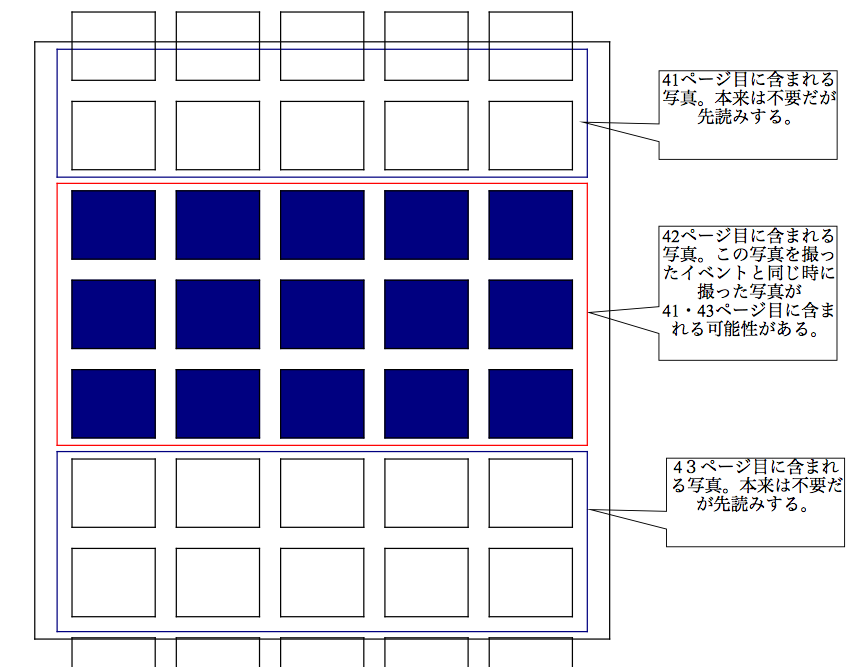 41ページ目に含まれる
写真。本来は不要だが
先読みする。
42ページ目に含まれる
写真。この写真を撮っ
たイベントと同じ時に
撮った写真が
41・43ページ目に含ま
れる可能性がある。
４３ページ目に含まれ
る写真。本来は不要だ
が先読みする。